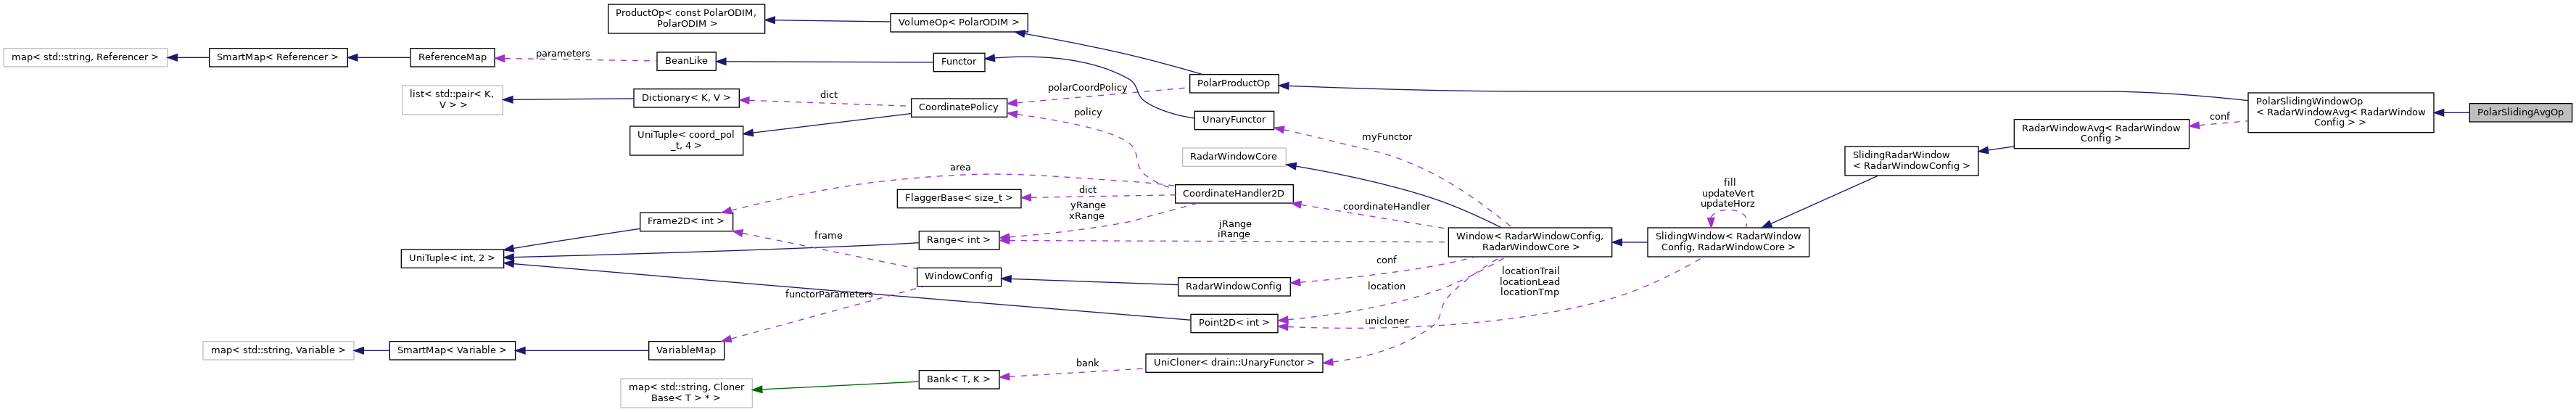 ProductOp< const PolarODIM,
PolarODIM >
VolumeOp< PolarODIM >
map< std::string, Referencer >
SmartMap< Referencer >
ReferenceMap
parameters
BeanLike
Functor
list< std::pair< K,
V > >
Dictionary< K, V >
dict
CoordinatePolicy
polarCoordPolicy
policy
PolarProductOp
UnaryFunctor
UniTuple< coord_pol
_t, 4 >
RadarWindowCore
myFunctor
area
FlaggerBase< size_t >
dict
CoordinateHandler2D
yRange
xRange
coordinateHandler
Frame2D< int >
frame
Range< int >
jRange
iRange
UniTuple< int, 2 >
WindowConfig
functorParameters
RadarWindowConfig
conf
location
Point2D< int >
unicloner
locationTrail
locationLead
locationTmp
Window< RadarWindowConfig,
RadarWindowCore >
fill
updateVert
updateHorz
SlidingWindow< RadarWindow
Config, RadarWindowCore >
SlidingRadarWindow
< RadarWindowConfig >
RadarWindowAvg< RadarWindow
Config >
conf
PolarSlidingWindowOp
< RadarWindowAvg< RadarWindow
Config > >
PolarSlidingAvgOp
map< std::string, Variable >
SmartMap< Variable >
VariableMap
UniCloner< drain::UnaryFunctor >
bank
Bank< T, K >
map< std::string, Cloner
Base< T > * >